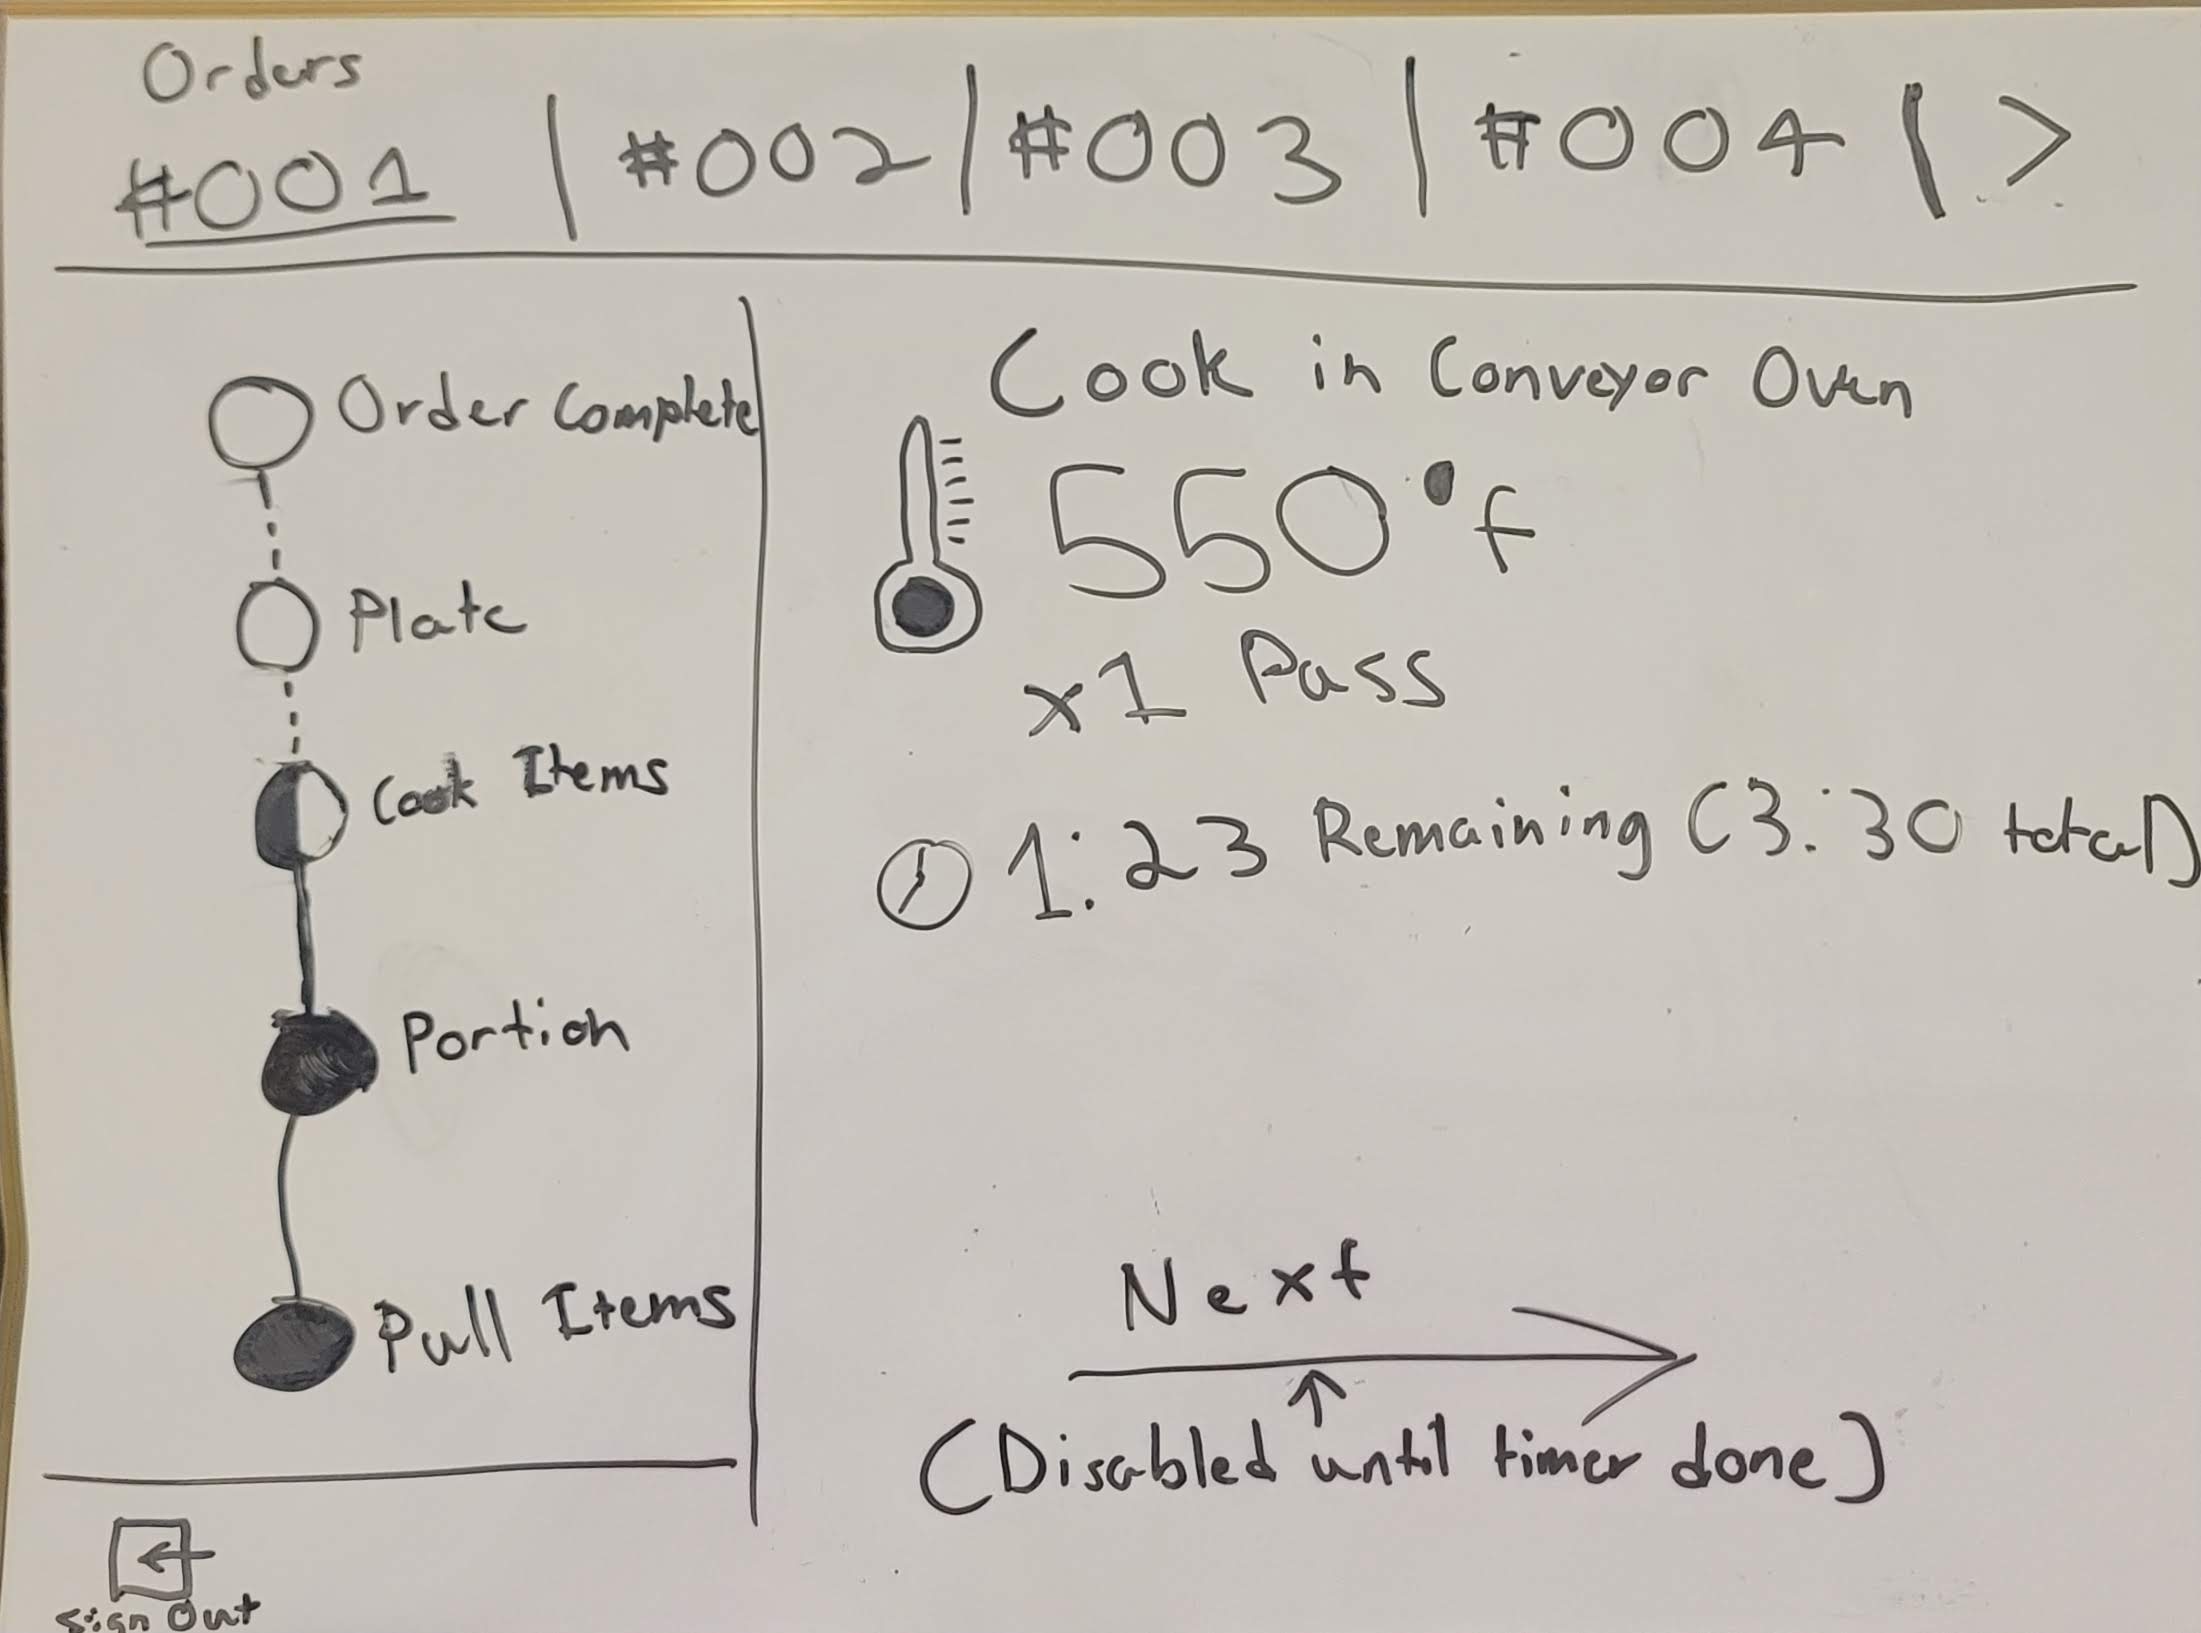 Orders
#001 | #002 | #003 | #004 | >
Order Complete
Plate
Cook Items
Portion
Pull Items
Sign Out
Cook in Conveyor Oven
550°f
x1 Pass
1:23 Remaining (3:30 total)
Next
(Disabled until timer done)